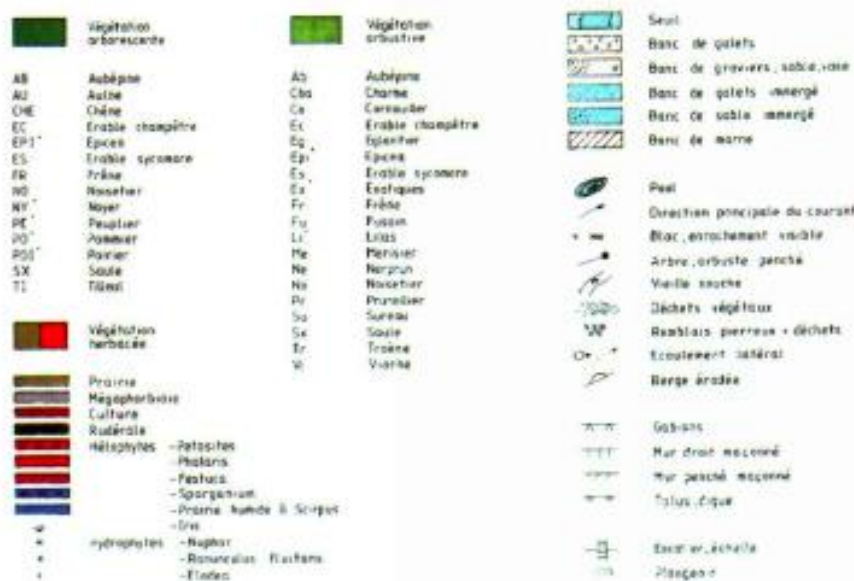 Végétation arborescente
AB Aubépine
AU Aulne
CHE Chêne
EC Erable champêtre
EPI* Epicea
ES Erable sycomore
FR Frêne
NO Noisetier
NY* Noyer
PE* Peuplier
PO* Pommier
POI* Poirier
SX Saule
TI Tilleul
Végétation herbacée
Prairie
Mégaphorbiaie
Culture
Rudérale
Hélophytes -Petasites
-Phalaris
-Festuca
-Sparganium
-Prairie humide à Scirpus
-Iris
Hydrophytes -Nuphar
-Ranunculus fluitans
-Elodea
Végétation arbustive
Ab Aubépine
Cha Charme
Co Cornouiller
Ec Erable champêtre
Eg Eglantier
Epi* Epicea
Es Erable sycomore
Ex* Exotiques
Fr Frêne
Fu Fusain
Li* Lilas
Me Merisier
Ne Nerprun
No Noisetier
Pr Prunellier
Su Sureau
Sx Saule
Tr Troène
Vi Viorne
Seuil
Banc de galets
Banc de graviers, sable, vase
Banc de galets immergé
Banc de sable immergé
Banc de marne
Pool
Direction principale du courant
Bloc, enrochement visible
Arbre, arbuste penché
Vieille souche
Déchets végétaux
Remblais pierreux + déchets
Ecoulement latéral
Berge érodée
Gabions
Mur droit maçonné
Mur penché maçonné
Talus, digue
Escalier, échelle
Plongeoir